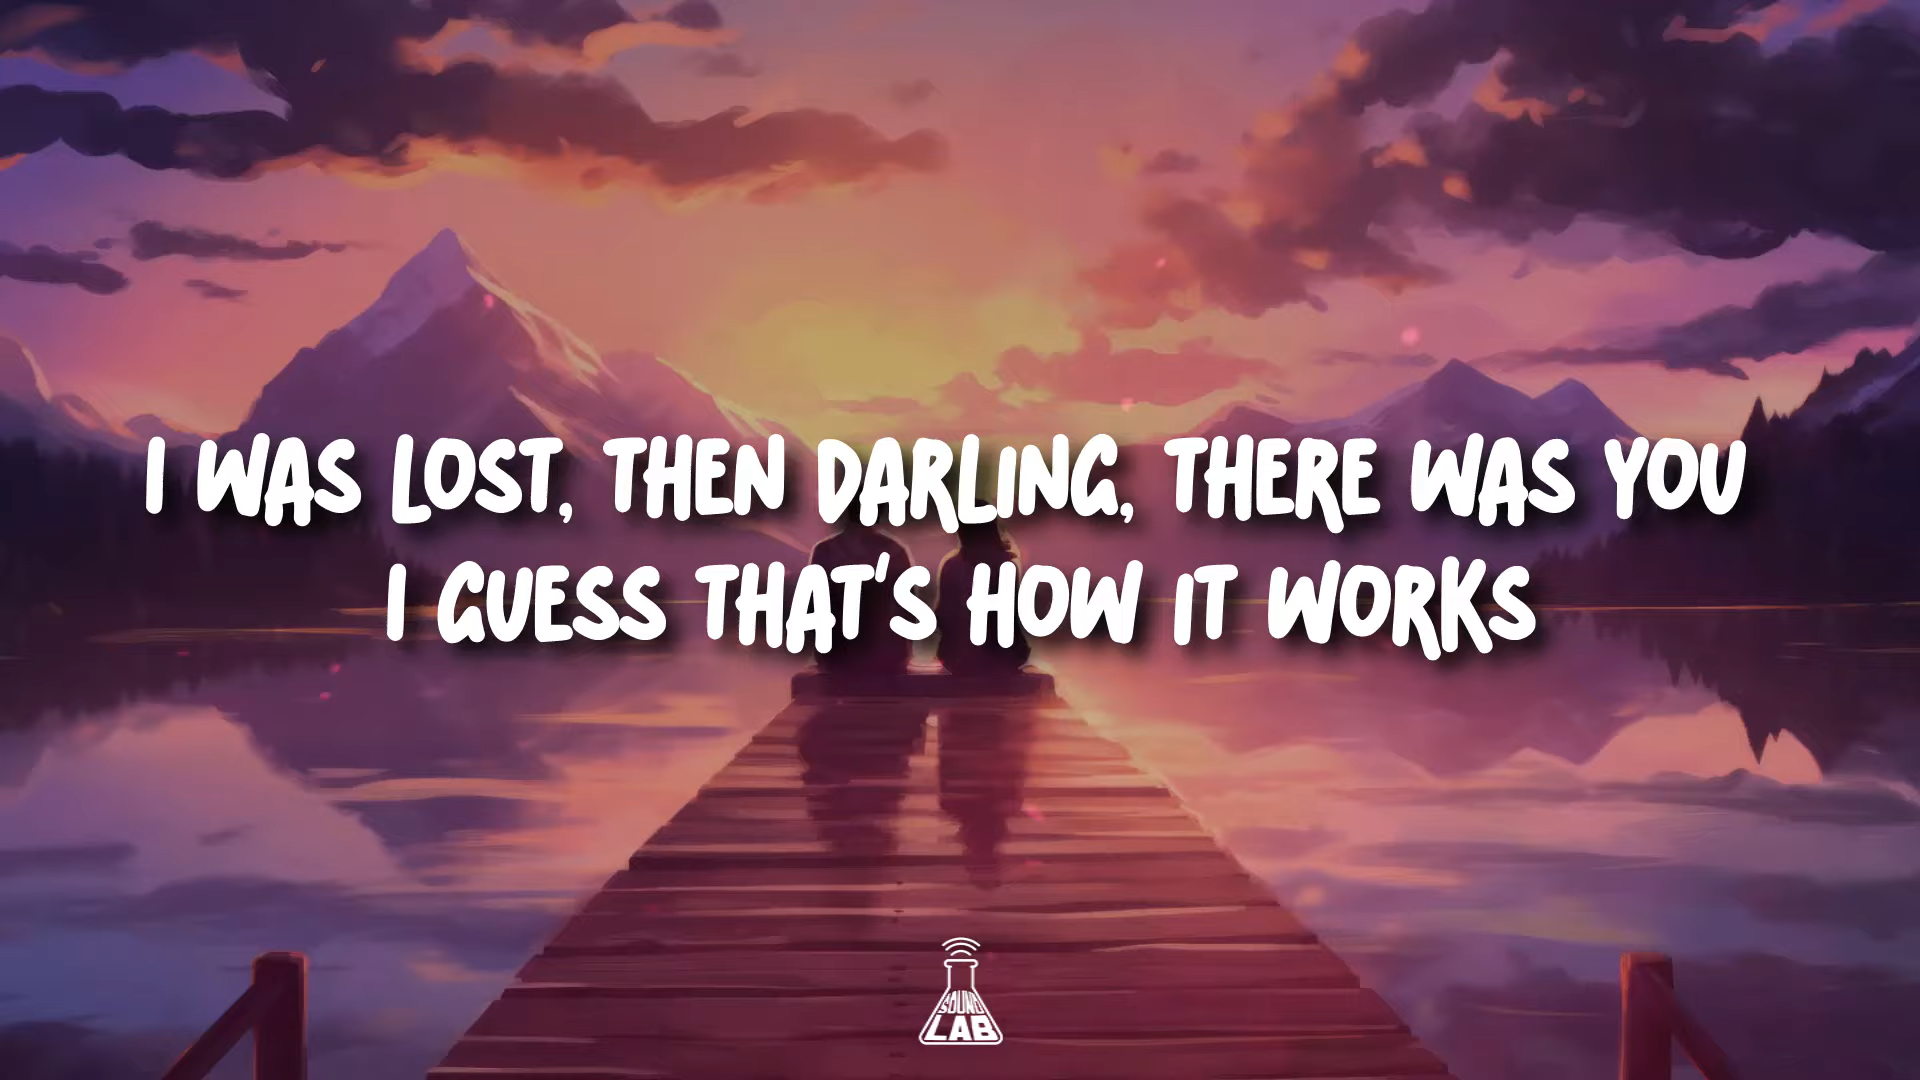 I WAS LOST, THEN DARLING, THERE WAS YOU
I GUESS THAT'S HOW IT WORKS
SOUND
LAB